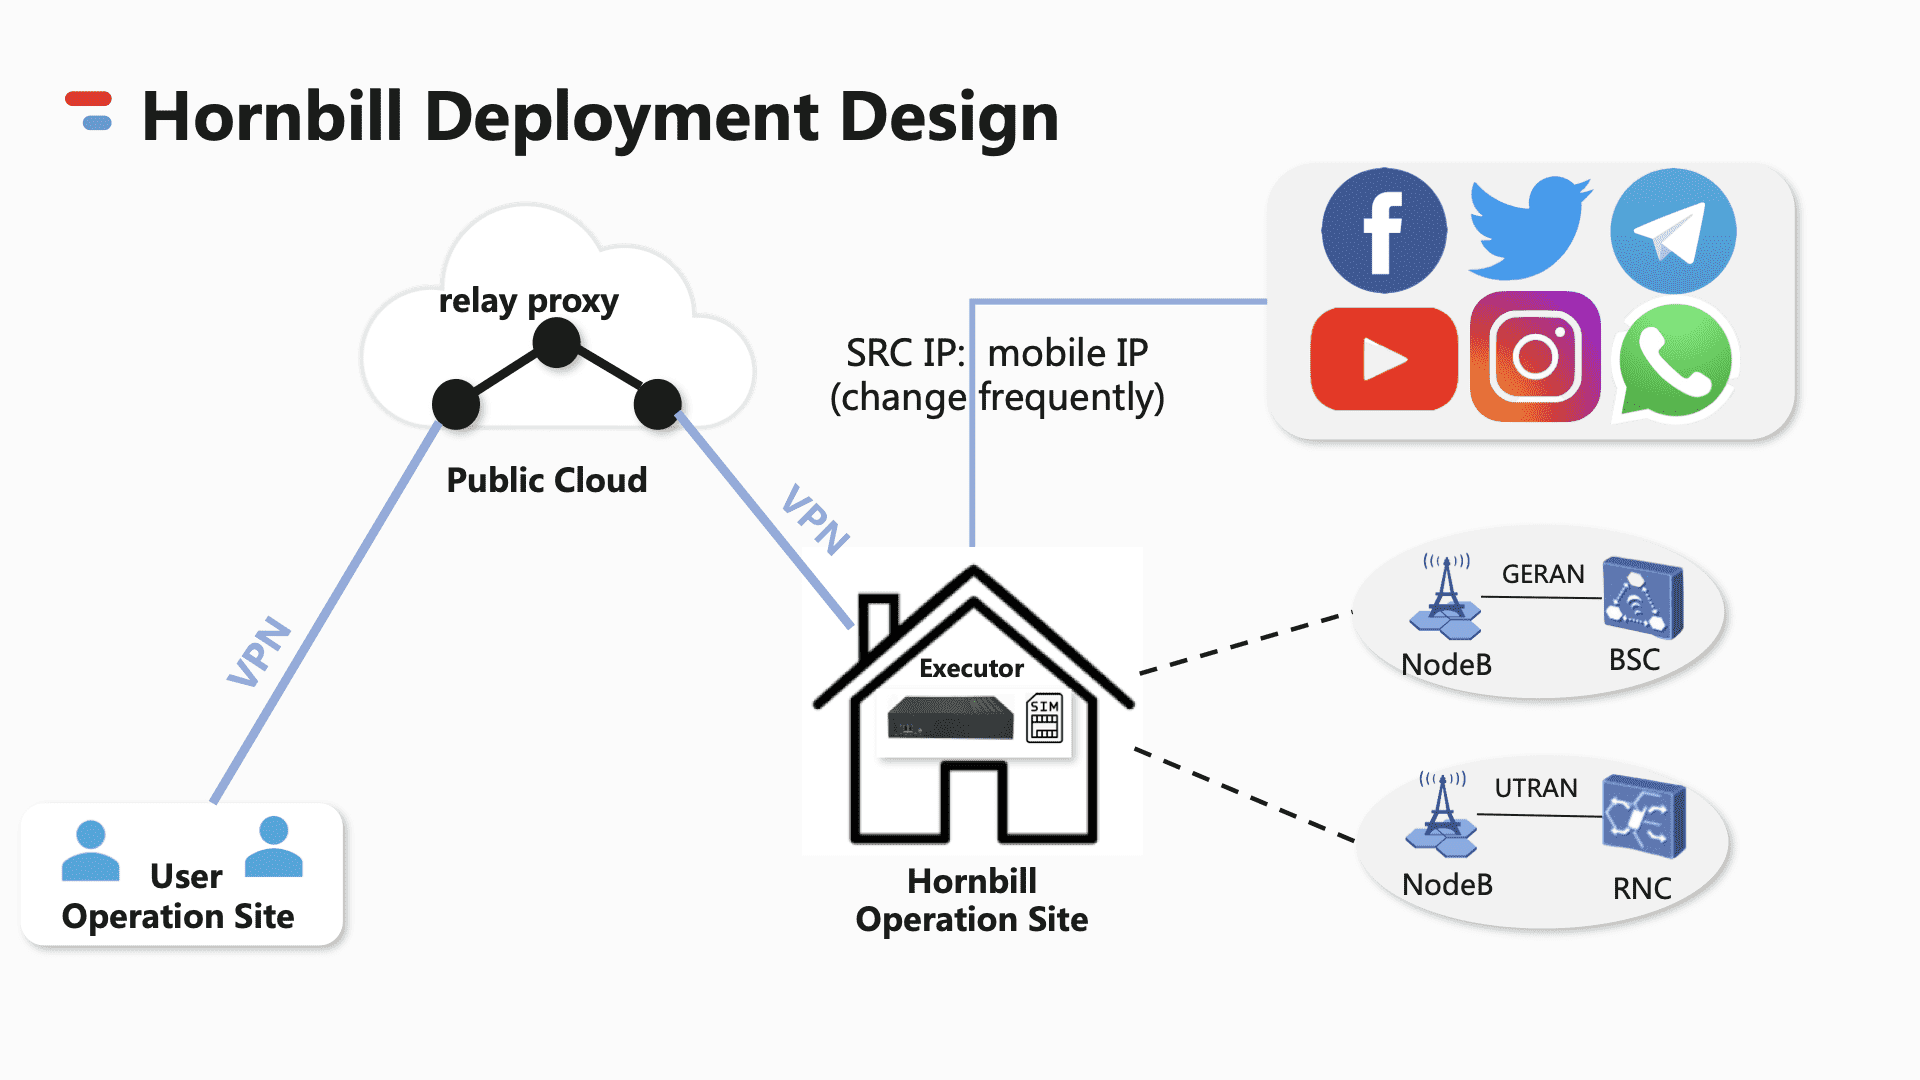 Hornbill Deployment Design
relay proxy
Public Cloud
SRC IP: mobile IP
(change frequently)
VPN
VPN
Executor
SIM
Hornbill
Operation Site
User
Operation Site
GERAN
NodeB
BSC
UTRAN
NodeB
RNC